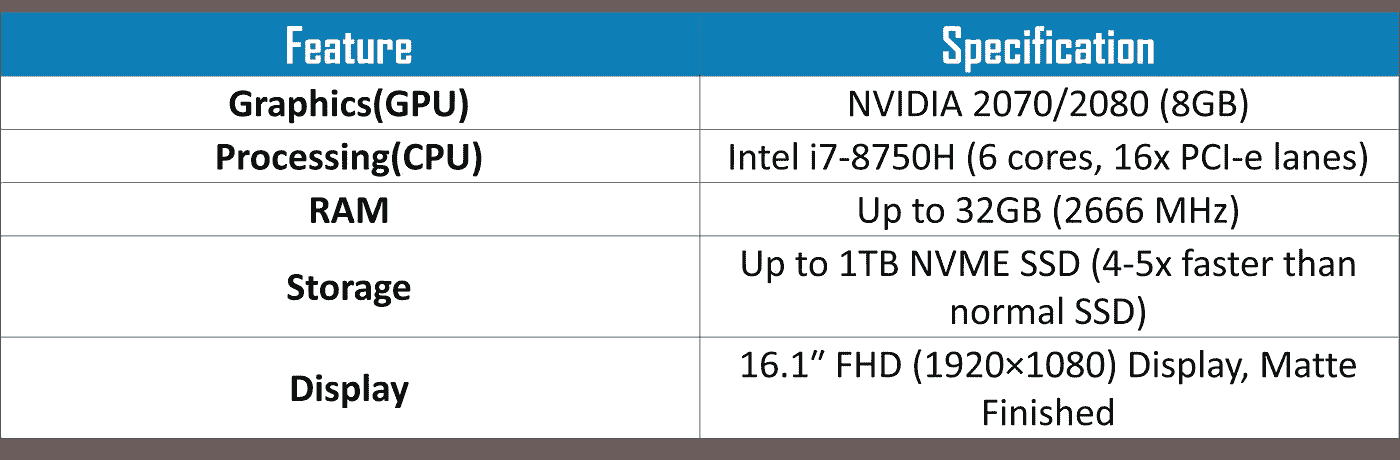 Feature Specification
Graphics(GPU) NVIDIA 2070/2080 (8GB)
Processing(CPU) Intel i7-8750H (6 cores, 16x PCI-e lanes)
RAM Up to 32GB (2666 MHz)
Storage Up to 1TB NVME SSD (4-5x faster than
normal SSD)
Display 16.1″ FHD (1920×1080) Display, Matte
Finished